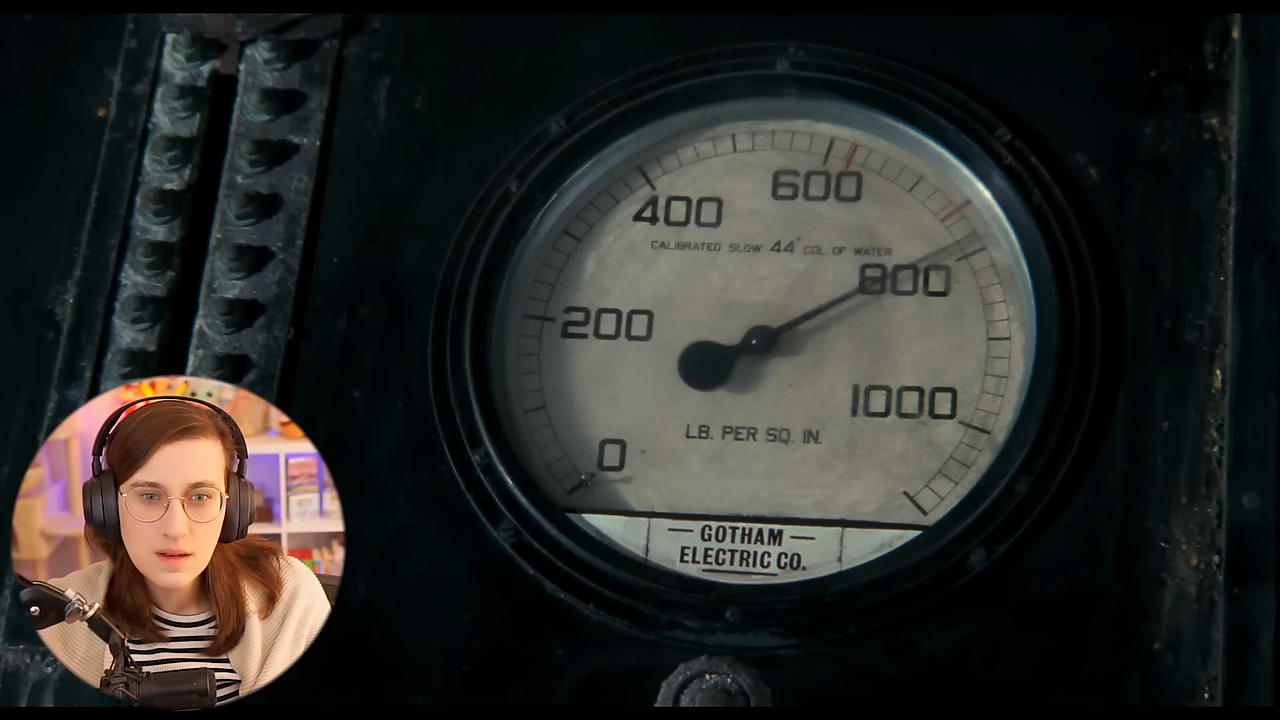 600
400
CALIBRATED SLOW 44" COL. OF WATER
800
200
1000
LB. PER SQ. IN.
0
— GOTHAM —
ELECTRIC CO.